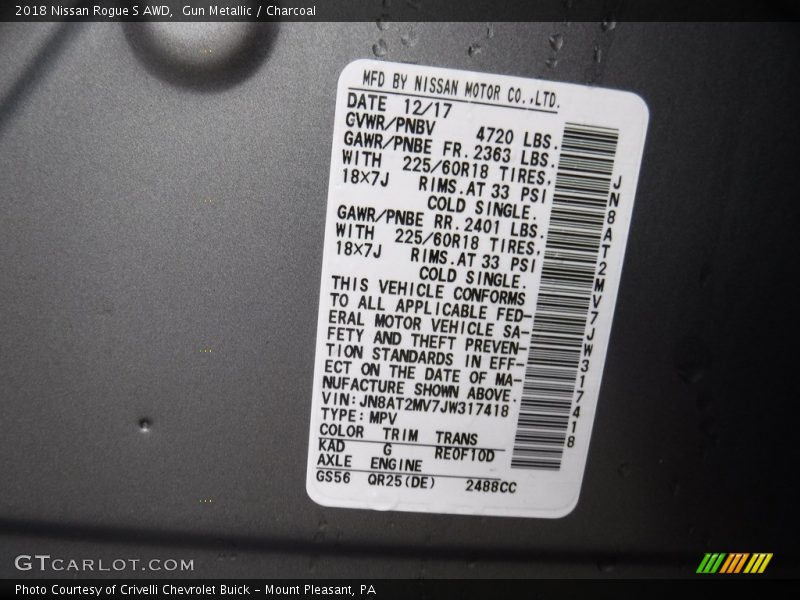 2018 Nissan Rogue S AWD,  Gun Metallic / Charcoal
MFD BY NISSAN MOTOR CO.,LTD.
DATE 12/17
GVWR/PNBV 4720 LBS.
GAWR/PNBE FR. 2363 LBS.
WITH 225/60R18 TIRES,
18×7J RIMS.AT 33 PSI
COLD SINGLE.
GAWR/PNBE RR. 2401 LBS.
WITH 225/60R18 TIRES,
18×7J RIMS.AT 33 PSI
COLD SINGLE.
THIS VEHICLE CONFORMS
TO ALL APPLICABLE FED-
ERAL MOTOR VEHICLE SA-
FETY AND THEFT PREVEN-
TION STANDARDS IN EFF-
ECT ON THE DATE OF MA-
NUFACTURE SHOWN ABOVE.
VIN:JN8AT2MV7JW317418
TYPE:MPV
COLOR TRIM TRANS
KAD G RE0F10D
AXLE ENGINE
GS56 QR25(DE) 2488CC
JN8AT2MV7JW317418
GTCARLOT.COM
Photo Courtesy of Crivelli Chevrolet Buick - Mount Pleasant, PA